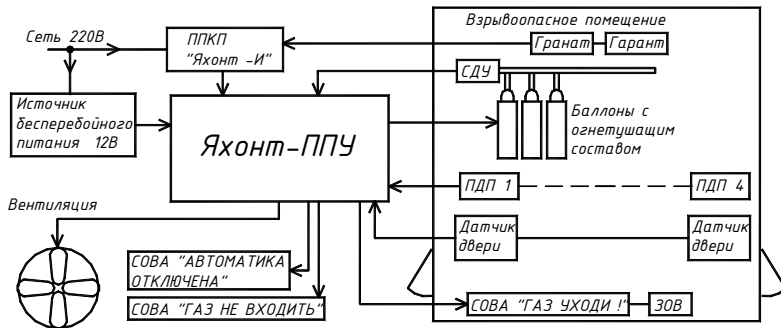 Взрывоопасное помещение
Сеть 220В
ППКП
"Яхонт -И"
Гранат
Гарант
СДУ
Источник
бесперебойного
питания 12В
Яхонт-ППУ
Баллоны с
огнетушащим
составом
ПДП 1
ПДП 4
Вентиляция
Датчик
двери
Датчик
двери
СОВА "АВТОМАТИКА
ОТКЛЮЧЕНА"
СОВА "ГАЗ НЕ ВХОДИТЬ"
СОВА "ГАЗ УХОДИ !"
ЗОВ